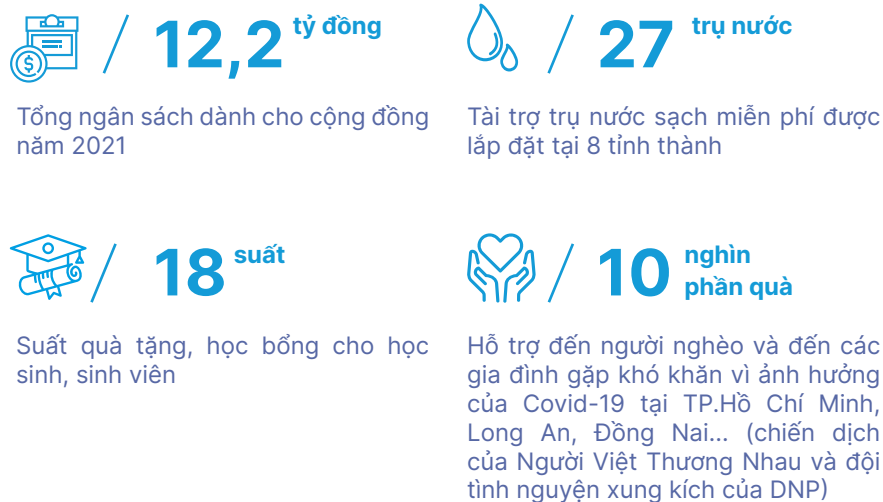 12,2 tỷ đồng
Tổng ngân sách dành cho cộng đồng
năm 2021
27 trụ nước
Tài trợ trụ nước sạch miễn phí được
lắp đặt tại 8 tỉnh thành
18 suất
Suất quà tặng, học bổng cho học
sinh, sinh viên
10 nghìn
phần quà
Hỗ trợ đến người nghèo và đến các
gia đình gặp khó khăn vì ảnh hưởng
của Covid-19 tại TP.Hồ Chí Minh,
Long An, Đồng Nai... (chiến dịch
của Người Việt Thương Nhau và đội
tình nguyện xung kích của DNP)